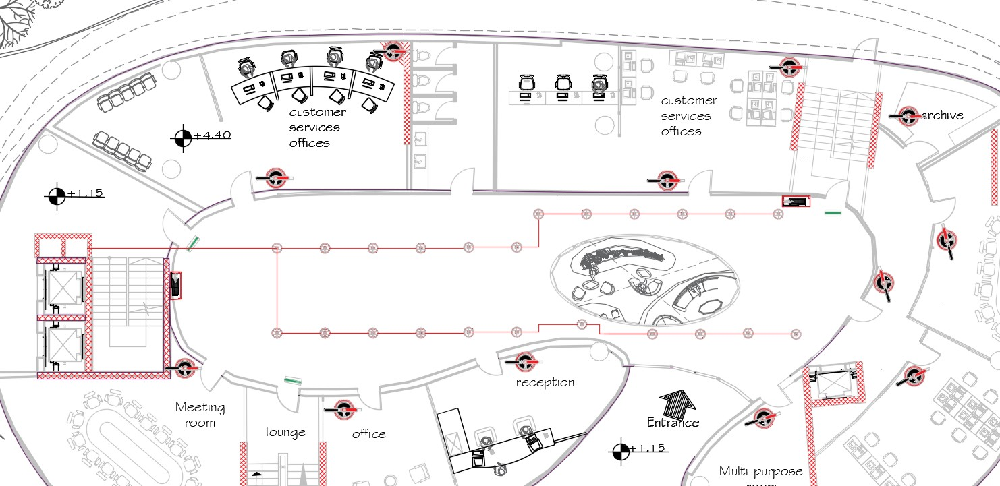 customer
services
offices
customer
services
offices
archive
+4.40
+1.15
reception
Meeting
room
lounge
office
Entrance
+1.15
Multi purpose
room